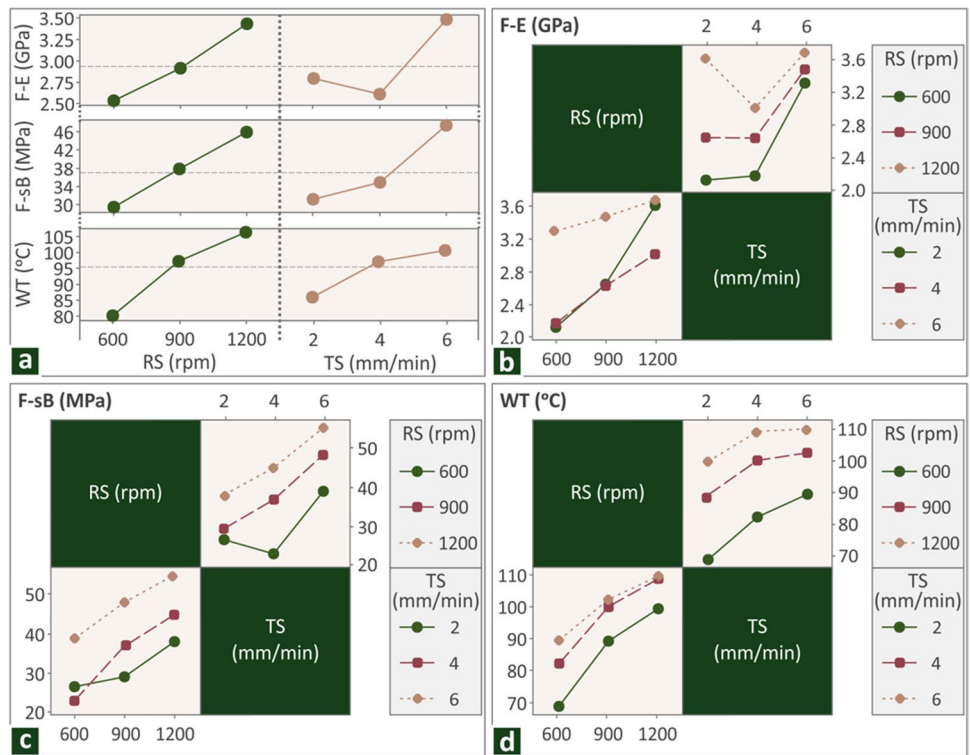 3.50
3.00
2.75
2.50
F-E (GPa)
46
42
38
34
30
F-sB (MPa)
105
100
95
90
85
80
WT (°C)
600 900 1200 2 4 6
RS (rpm) TS (mm/min)
a
F-E (GPa)
2 4 6
RS (rpm)
3.6
3.2
2.8
2.4
2.0
RS (rpm)
600
900
1200
3.6
3.2
2.8
2.4
2.0
TS
(mm/min)
TS
(mm/min)
2
4
6
600 900 1200
b
F-sB (MPa)
2 4 6
RS (rpm)
50
40
30
20
RS (rpm)
600
900
1200
50
40
30
20
TS
(mm/min)
TS
(mm/min)
2
4
6
600 900 1200
c
WT (°C)
2 4 6
RS (rpm)
110
100
90
80
70
RS (rpm)
600
900
1200
110
100
90
80
70
TS
(mm/min)
TS
(mm/min)
2
4
6
600 900 1200
d